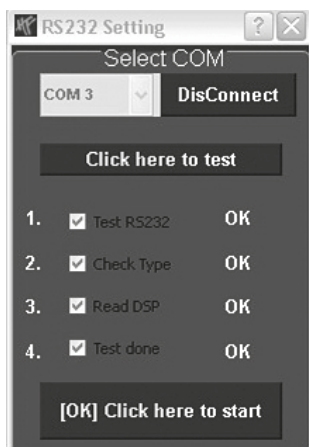 RS232 Setting
Select COM
COM 3 DisConnect
Click here to test
1. Test RS232 OK
2. Check Type OK
3. Read DSP OK
4. Test done OK
[OK] Click here to start